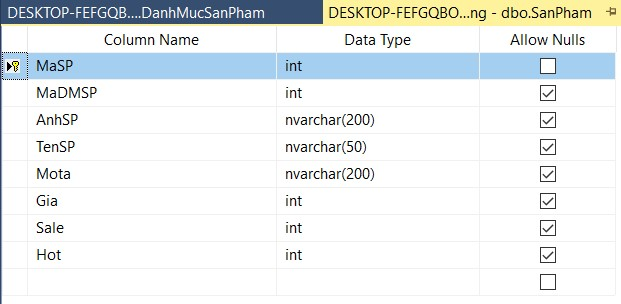 DESKTOP-FEFGQB....DanhMucSanPham DESKTOP-FEFGQBO...ng - dbo.SanPham
Column Name Data Type Allow Nulls
MaSP int
MaDMSP int
AnhSP nvarchar(200)
TenSP nvarchar(50)
Mota nvarchar(200)
Gia int
Sale int
Hot int